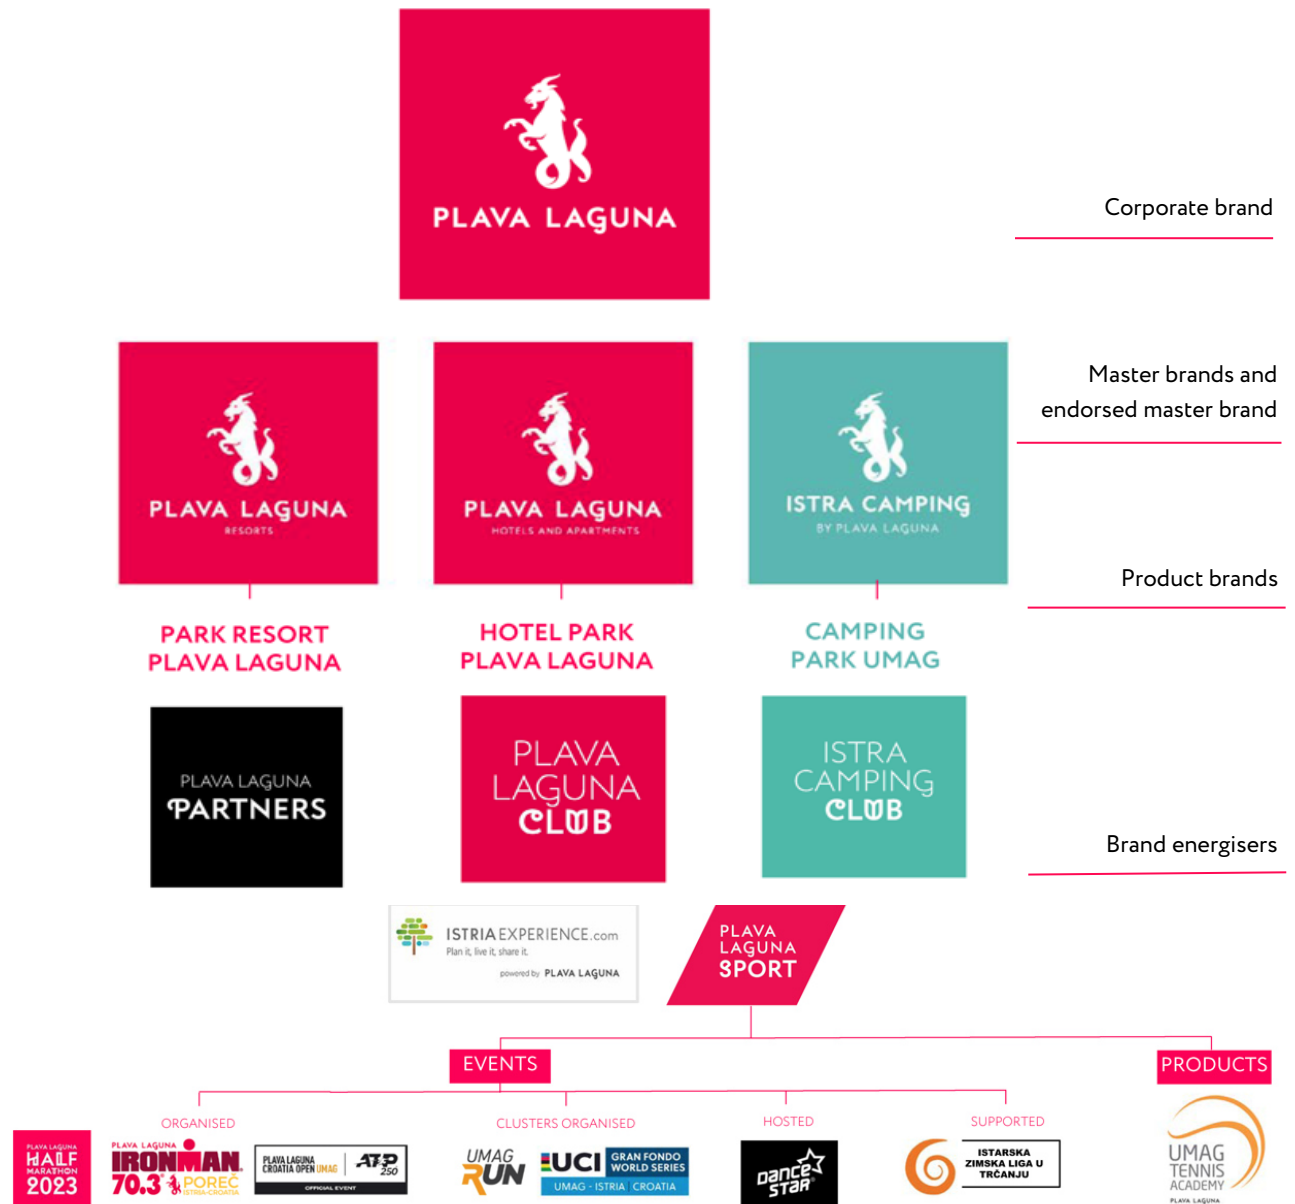 PLAVA LAGUNA
Corporate brand
Master brands and
endorsed master brand
PLAVA LAGUNA
RESORTS
PLAVA LAGUNA
HOTELS AND APARTMENTS
ISTRA CAMPING
BY PLAVA LAGUNA
Product brands
PARK RESORT
PLAVA LAGUNA
HOTEL PARK
PLAVA LAGUNA
CAMPING
PARK UMAG
PLAVA LAGUNA
PARTNERS
PLAVA
LAGUNA
CLUB
ISTRA
CAMPING
CLUB
Brand energisers
ISTRIAEXPERIENCE.com
Plan it, live it, share it.
powered by PLAVA LAGUNA
PLAVA
LAGUNA
SPORT
EVENTS
PRODUCTS
ORGANISED
CLUSTERS ORGANISED
HOSTED
SUPPORTED
PLAVA LAGUNA
HALF
MARATHON
2023
PLAVA LAGUNA
IRONMAN
70.3 POREČ
ISTRIA-CROATIA
PLAVA LAGUNA
CROATIA OPEN UMAG
ATP
250
OFFICIAL EVENT
UMAG
RUN
UCI GRAN FONDO
WORLD SERIES
UMAG - ISTRIA CROATIA
DANCE
STAR
ISTARSKA
ZIMSKA LIGA U
TRČANJU
UMAG
TENNIS
ACADEMY
PLAVA LAGUNA